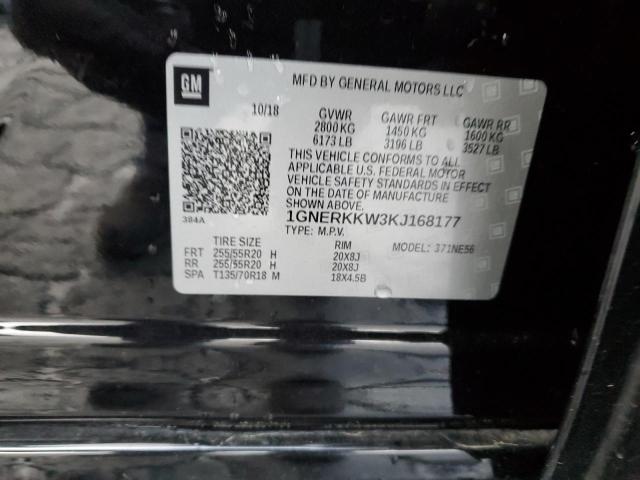 GM
MFD BY GENERAL MOTORS LLC
10/18 GVWR GAWR FRT GAWR RR
2800 KG 1450 KG 1600 KG
6173 LB 3196 LB 3527 LB
THIS VEHICLE CONFORMS TO ALL
APPLICABLE U.S. FEDERAL MOTOR
VEHICLE SAFETY STANDARDS IN EFFECT
ON THE DATE OF MANUFACTURE
SHOWN ABOVE.
384A
1GNERKKW3KJ168177
TYPE: M.P.V. MODEL: 371NE56
TIRE SIZE RIM
FRT 255/55R20 H 20X8J
RR 255/55R20 H 20X8J
SPA T135/70R18 M 18X4.5B